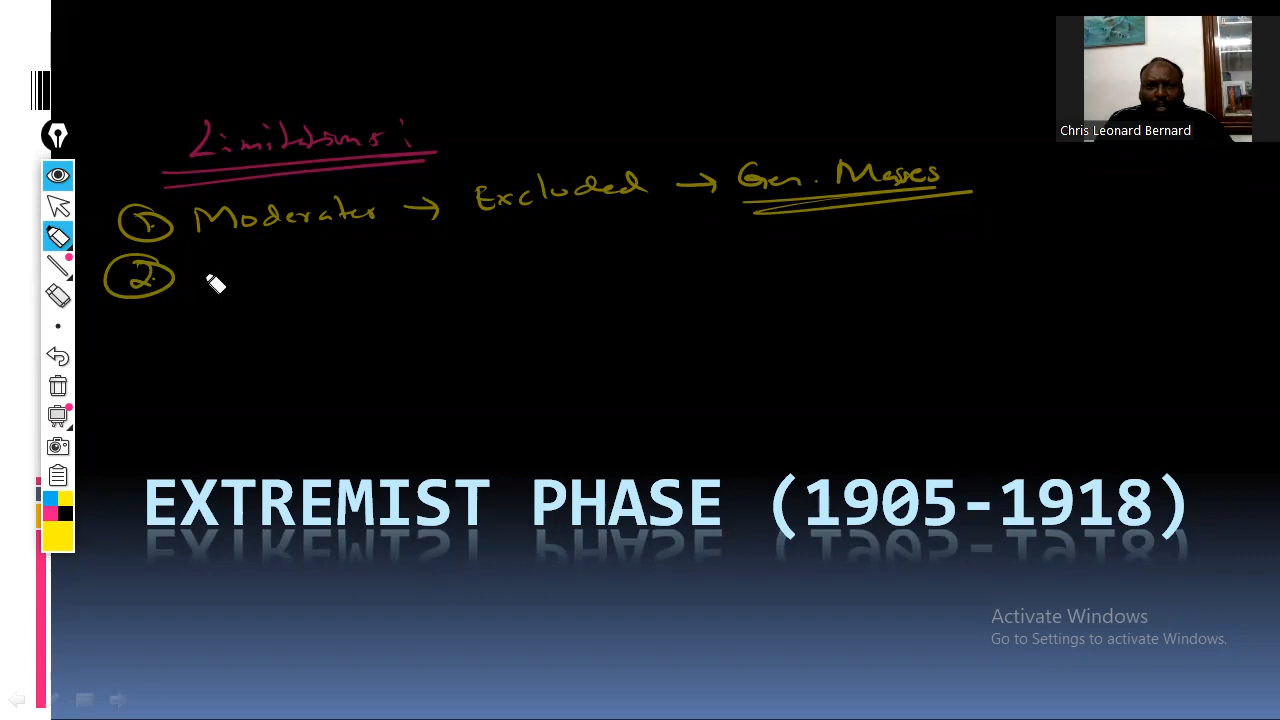 Chris Leonard Bernard
Limitations :
1. Moderates → Excluded → Gen. Masses
2.
EXTREMIST PHASE (1905-1918)
Activate Windows
Go to Settings to activate Windows.